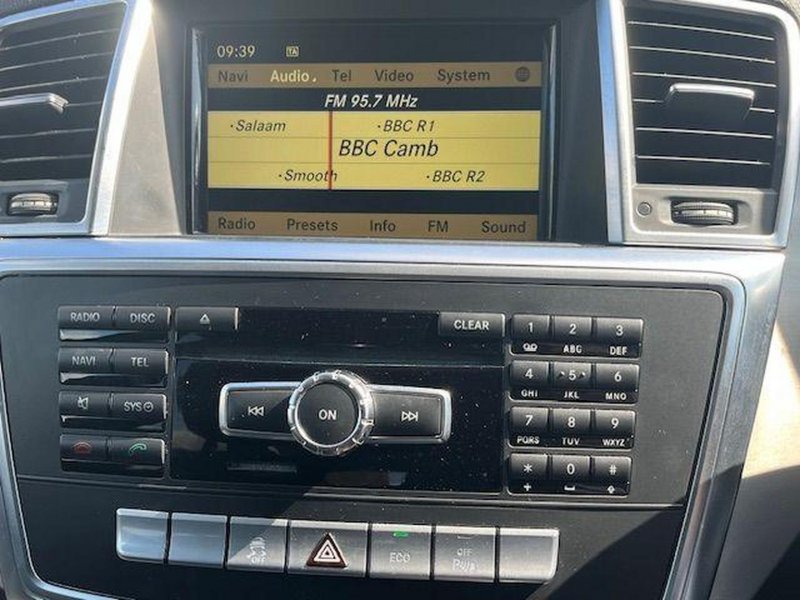 09:39 TA
Navi Audio Tel Video System
FM 95.7 MHz
·Salaam ·BBC R1
BBC Camb
·Smooth ·BBC R2
Radio Presets Info FM Sound
RADIO DISC CLEAR 1 2 3
ABC DEF
NAVI TEL 4 5 6
GHI JKL MNO
SYS ON 7 8 9
PQRS TUV WXYZ
* 0 #
+
OFF ECO OFF